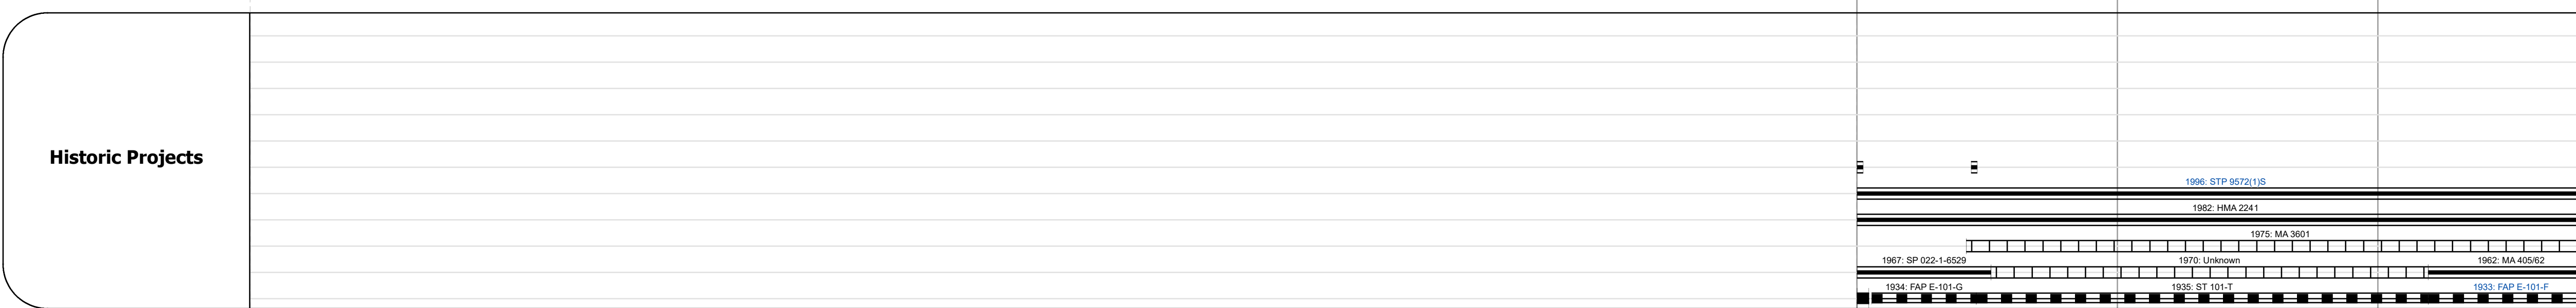 Historic Projects
1996: STP 9572(1)S
1982: HMA 2241
1975: MA 3601
1967: SP 022-1-6529
1970: Unknown
1962: MA 405/62
1934: FAP E-101-G
1935: ST 101-T
1933: FAP E-101-F